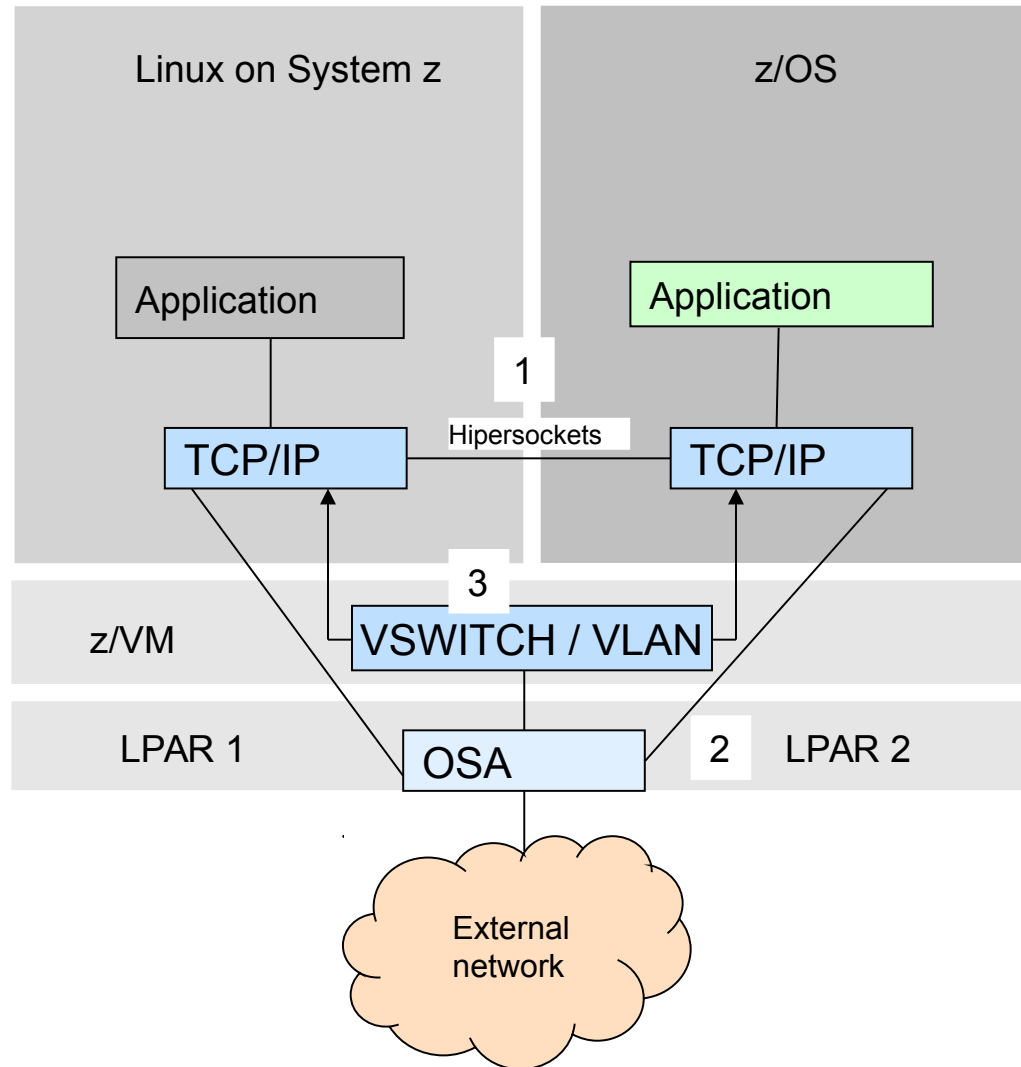 Linux on System z
z/OS
Application
Application
1
Hipersockets
TCP/IP
TCP/IP
3
z/VM
VSWITCH / VLAN
LPAR 1
OSA
2
LPAR 2
External
network